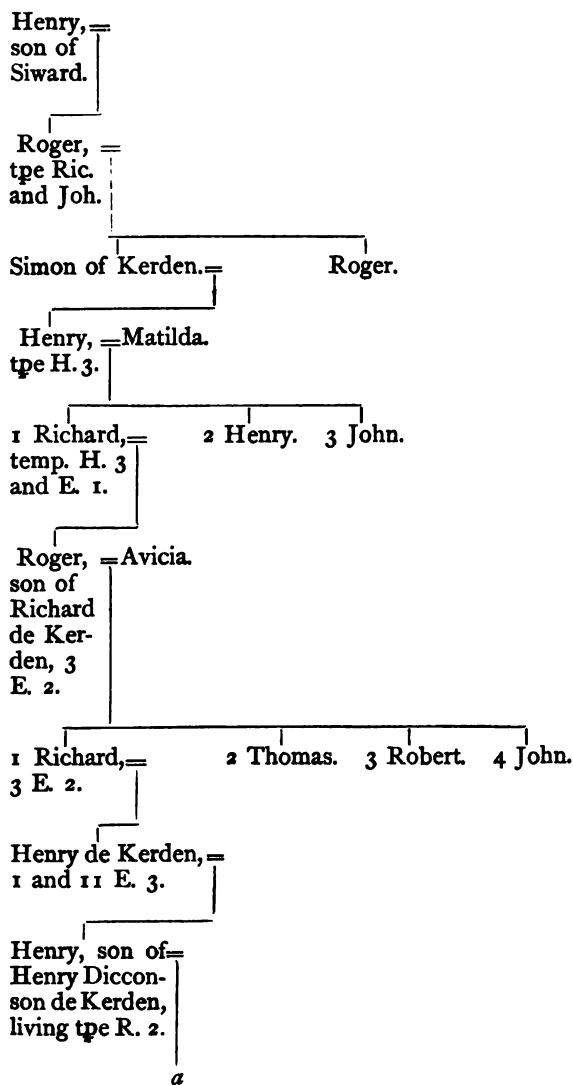 Henry, =
son of
Siward.
Roger, =
tpe Ric.
and Joh.
Simon of Kerden. = Roger.
Henry, = Matilda.
tpe H. 3.
1 Richard, = 2 Henry. 3 John.
temp. H. 3
and E. 1.
Roger, = Avicia.
son of
Richard
de Ker-
den, 3
E. 2.
1 Richard, = 2 Thomas. 3 Robert. 4 John.
3 E. 2.
Henry de Kerden, =
1 and 11 E. 3.
Henry, son of =
Henry Diccon-
son de Kerden,
living tpe R. 2.
a